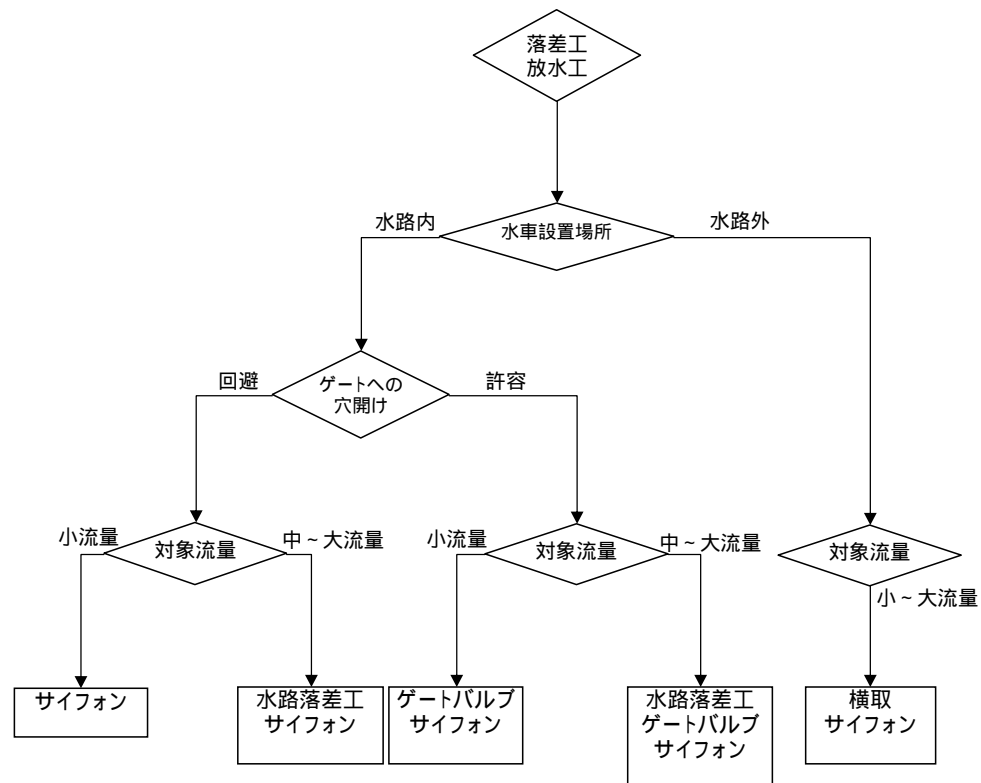 落差工
放水工
水路内
水車設置場所
水路外
回避
ゲートへの
穴開け
許容
小流量
対象流量
中～大流量
小流量
対象流量
中～大流量
対象流量
小～大流量
サイフォン
水路落差工
サイフォン
ゲートバルブ
サイフォン
水路落差工
ゲートバルブ
サイフォン
横取
サイフォン